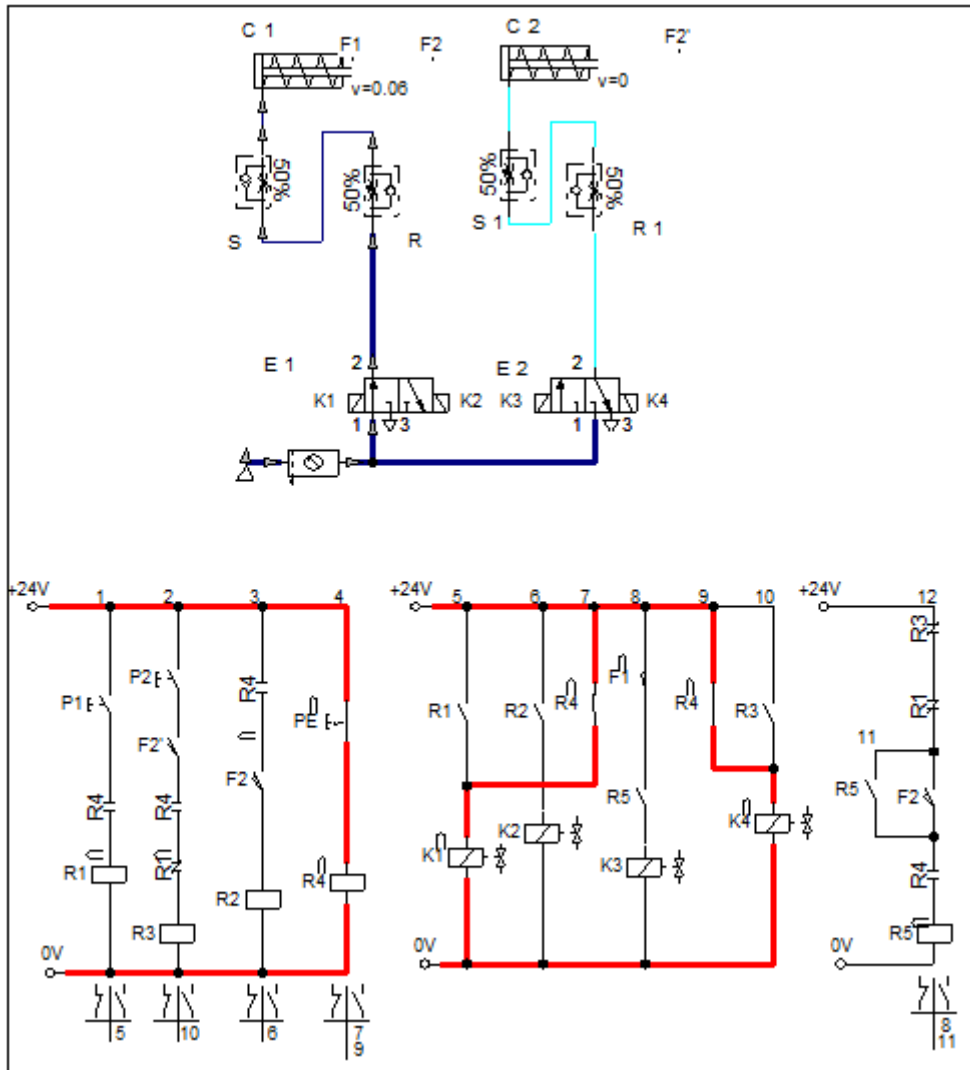 C 1 F1 F2 C 2 F2'
v=0.06 v=0
50% 50% 50% 50%
S R S 1 R 1
E 1 2 E 2 2
K1 K2 K3 K4
1 3 1 3
+24V 1 2 3 4 +24V 5 6 7 8 9 10 +24V 12
R3
P2 R4 F1
P1 PE R1 R2 R4 R4 R3 R1
F2' F2 11
R5 R5 F2
R4 R4 K2 K4
R1 R1 R4 K1 K3 R4
R2
R3 R5
0V 0V 0V
5 10 6 7 8
9 11